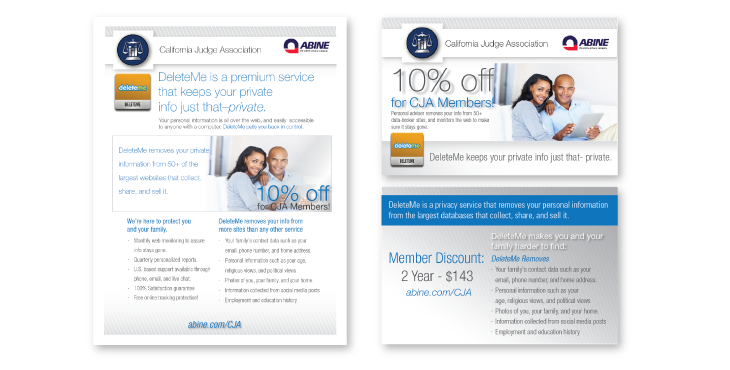 California Judge Association
ABINE
deleteme
DELETEME
DeleteMe is a premium service
that keeps your private
info just that–private.
Your personal information is all over the web, and easily accessible
to anyone with a computer. DeleteMe puts you back in control.
DeleteMe removes your private
information from 50+ of the
largest websites that collect,
share, and sell it.
10% off
for CJA Members!
We're here to protect you
and your family.
- Monthly web monitoring to assure
info stays gone.
- Quarterly personalized reports.
- U.S. based support available through
phone, email, and live chat.
- 100% Satisfaction guarantee
- Free online tracking protection!
DeleteMe removes your info from
more sites than any other service
- Your family's contact data such as your
email, phone number, and home address.
- Personal information such as your age,
religious views, and political views
- Photos of you, your family, and your home
- Information collected from social media posts
- Employment and education history
abine.com/CJA
California Judge Association
ABINE
10% off
for CJA Members!
Personal advisor removes your info from 50+
data-broker sites, and monitors the web to make
sure it stays gone.
deleteme
DELETEME
DeleteMe keeps your private info just that- private.
DeleteMe is a privacy service that removes your personal information
from the largest databases that collect, share, and sell it.
Member Discount:
2 Year - $143
abine.com/CJA
DeleteMe makes you and your
family harder to find:
DeleteMe Removes
- Your family's contact data such as your
email, phone number, and home address.
- Personal information such as your
age, religious views, and political views
- Photos of you, your family, and your home.
- Information collected from social media posts
- Employment and education history